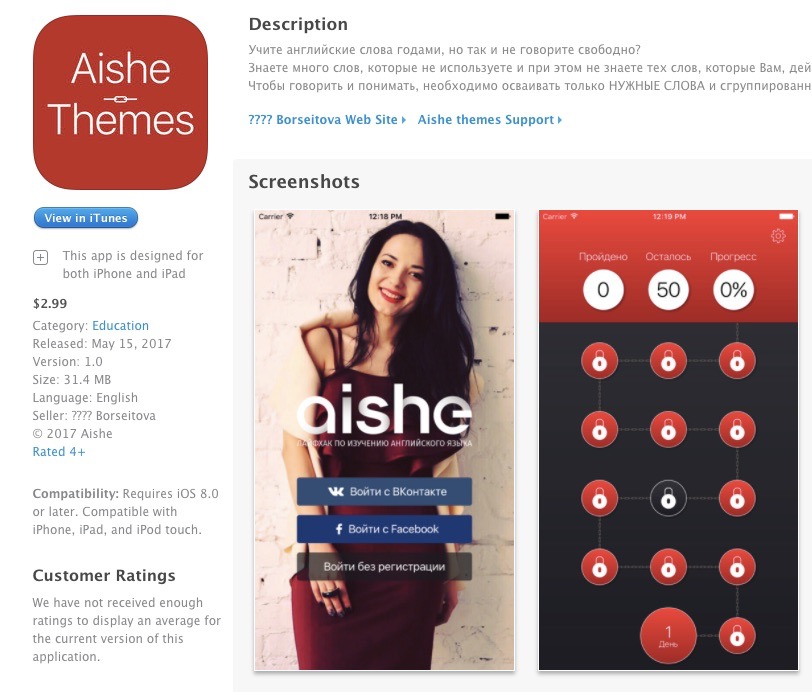 Aishe
Themes
View in iTunes
This app is designed for
both iPhone and iPad
$2.99
Category: Education
Released: May 15, 2017
Version: 1.0
Size: 31.4 MB
Language: English
Seller: ???? Borseitova
© 2017 Aishe
Rated 4+
Compatibility: Requires iOS 8.0
or later. Compatible with
iPhone, iPad, and iPod touch.
Customer Ratings
We have not received enough
ratings to display an average for
the current version of this
application.
Description
Учите английские слова годами, но так и не говорите свободно?
Знаете много слов, которые не используете и при этом не знаете тех слов, которые Вам, дей
Чтобы говорить и понимать, необходимо осваивать только НУЖНЫЕ СЛОВА и сгруппированн
???? Borseitova Web Site Aishe themes Support
Screenshots
Carrier 12:18 PM
aishe
ЛАЙФХАК ПО ИЗУЧЕНИЮ АНГЛИЙСКОГО ЯЗЫКА
Войти с ВКонтакте
Войти с Facebook
Войти без регистрации
Carrier 12:19 PM
Пройдено Осталось Прогресс
0 50 0%
1
День